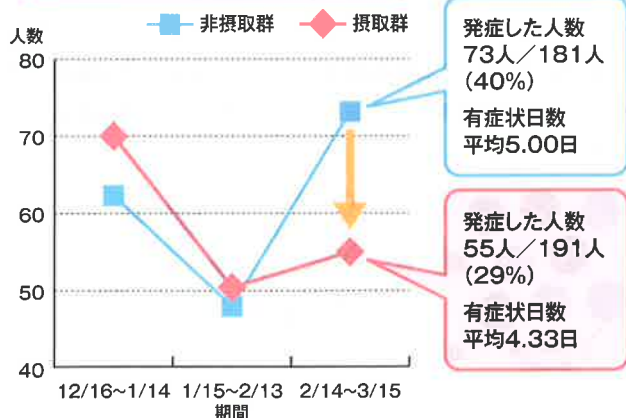 非摂取群
摂取群
人数
80
70
60
50
40
12/16~1/14
1/15~2/13
2/14~3/15
期間
発症した人数
73人／181人
(40%)
有症状日数
平均5.00日
発症した人数
55人／191人
(29%)
有症状日数
平均4.33日